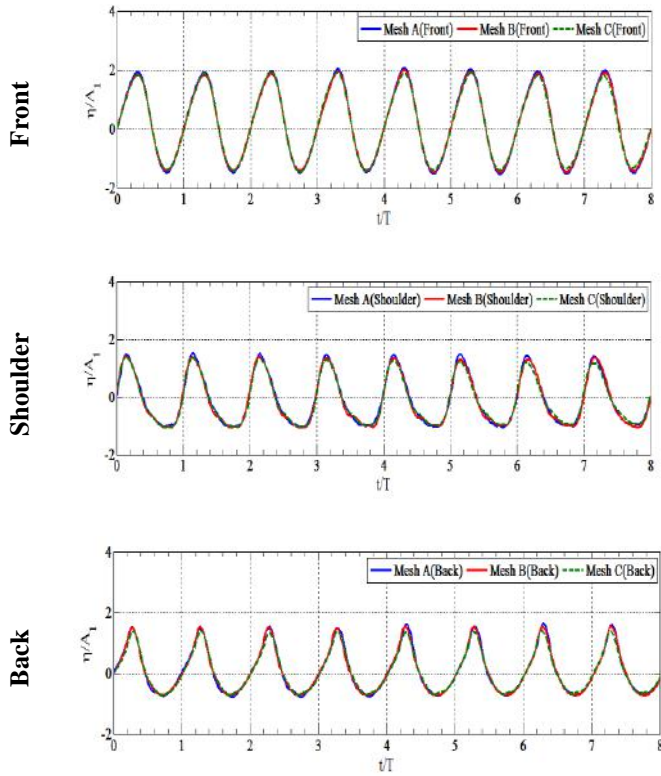 Front
4
2
0
-2
η/A₁
Mesh A(Front) Mesh B(Front) Mesh C(Front)
0 1 2 3 4 5 6 7 8
t/T
Shoulder
4
2
0
-2
η/A₁
Mesh A(Shoulder) Mesh B(Shoulder) Mesh C(Shoulder)
0 1 2 3 4 5 6 7 8
t/T
Back
4
2
0
-2
η/A₁
Mesh A(Back) Mesh B(Back) Mesh C(Back)
0 1 2 3 4 5 6 7 8
t/T